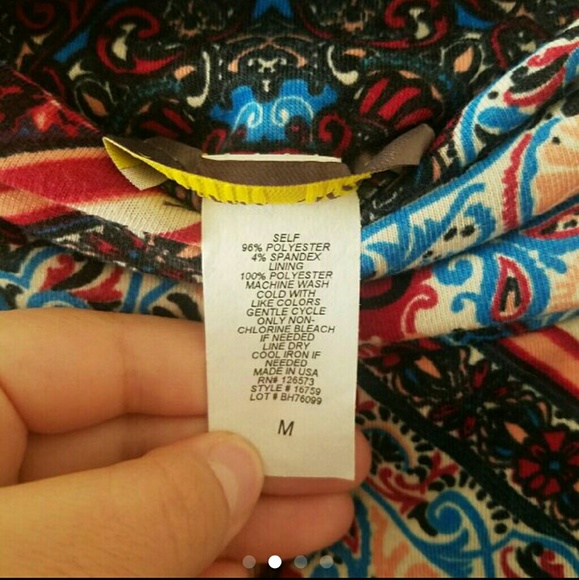 SELF
96% POLYESTER
4% SPANDEX
LINING
100% POLYESTER
MACHINE WASH
COLD WITH
LIKE COLORS
GENTLE CYCLE
ONLY NON-
CHLORINE BLEACH
IF NEEDED
LINE DRY
COOL IRON IF
NEEDED
MADE IN USA
RN# 126573
STYLE # 16759
LOT # BH76099
M